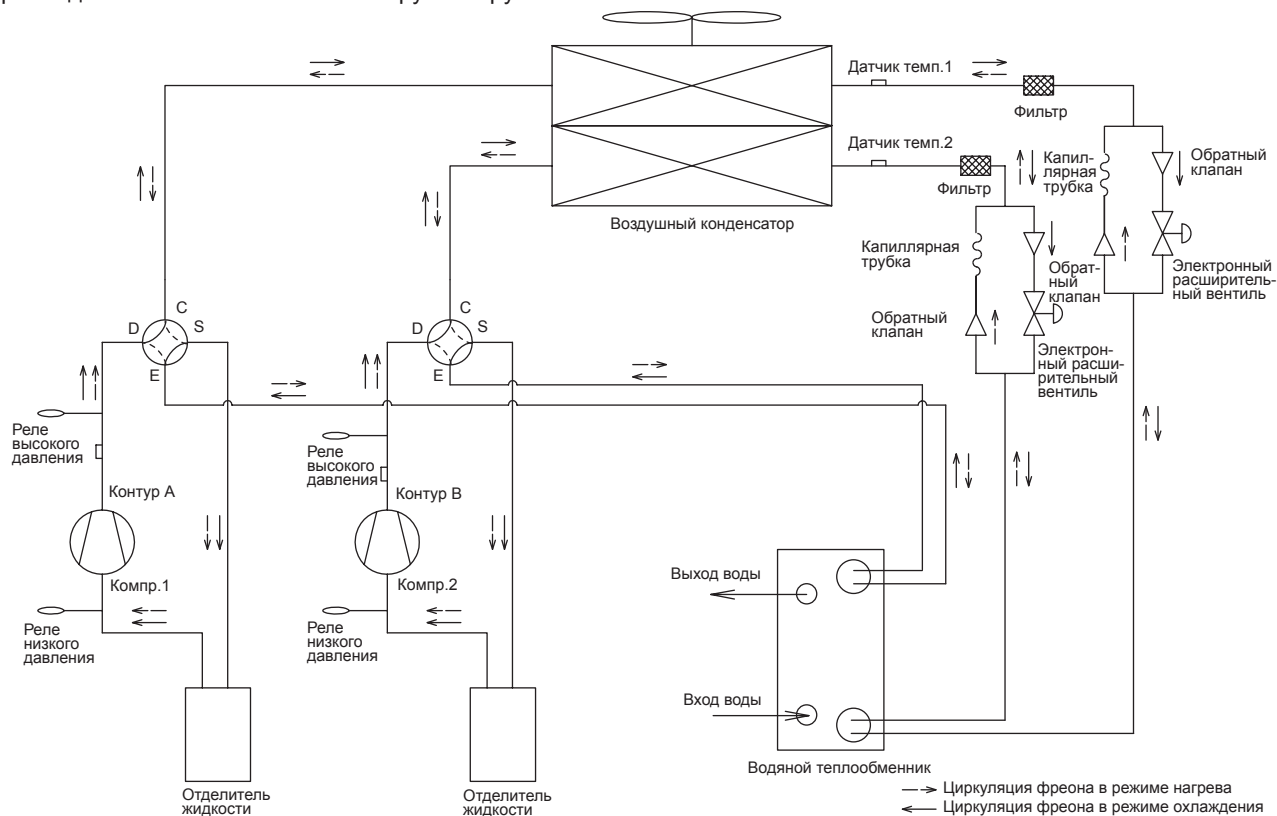 Датчик темп.1
Фильтр
Датчик темп.2
Фильтр
Капил-
лярная
трубка
Обратный
клапан
Воздушный конденсатор
Капиллярная
трубка
Обрат-
ный
клапан
Электронный
расширитель-
ный вентиль
Обратный
клапан
Электрон-
ный расши-
рительный
вентиль
C
D
S
E
C
D
S
E
Реле
высокого
давления
Реле
высокого
давления
Контур А
Контур В
Компр.1
Компр.2
Реле
низкого
давления
Реле
низкого
давления
Выход воды
Вход воды
Водяной теплообменник
Отделитель
жидкости
Отделитель
жидкости
Циркуляция фреона в режиме нагрева
Циркуляция фреона в режиме охлаждения